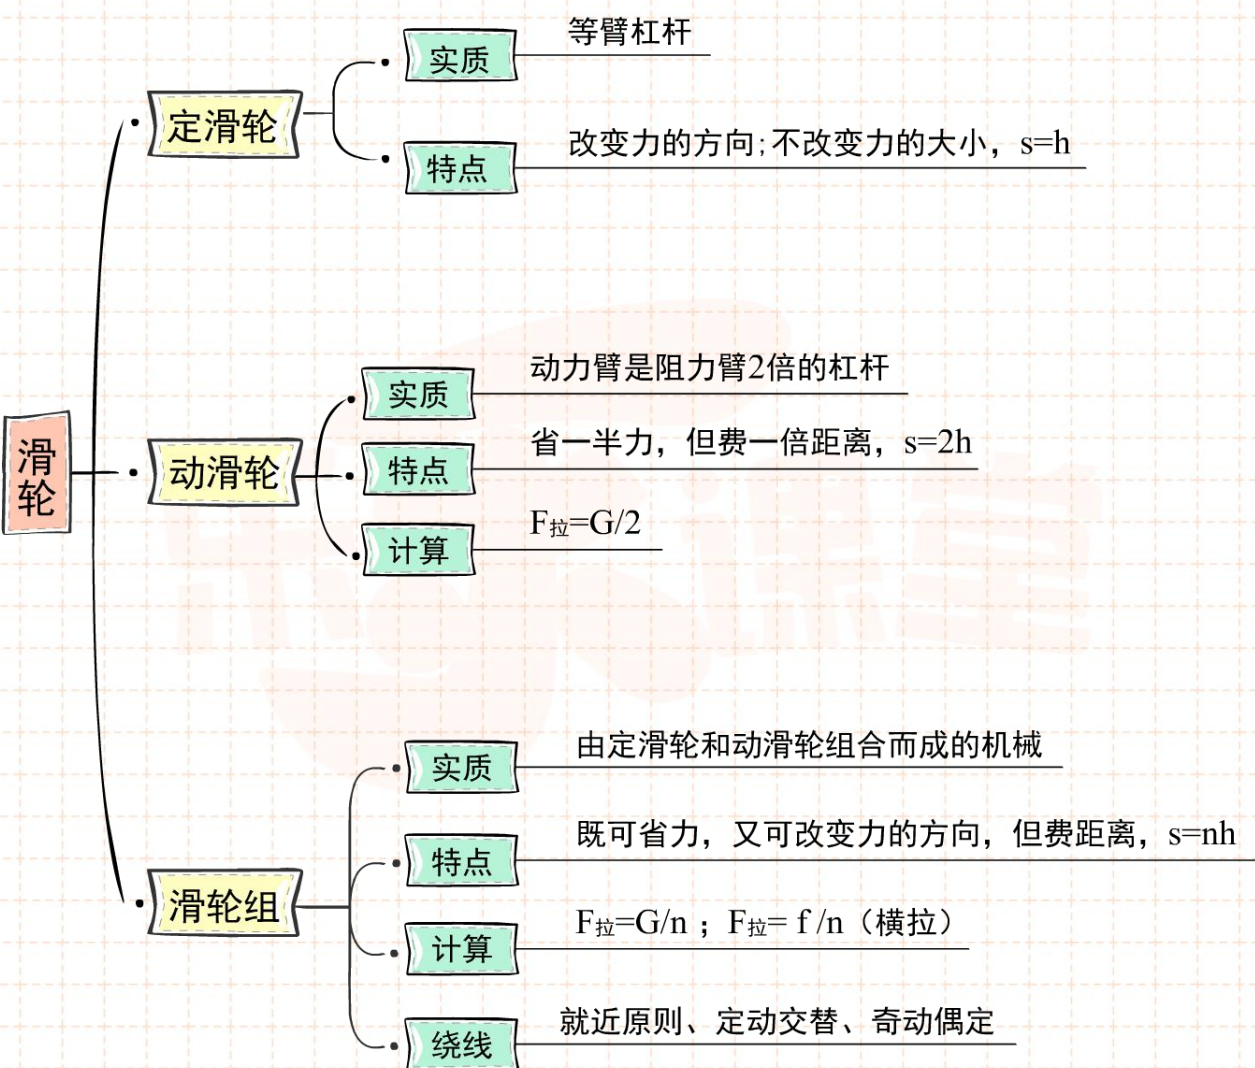 滑轮
定滑轮
实质
等臂杠杆
特点
改变力的方向;不改变力的大小，s=h
动滑轮
实质
动力臂是阻力臂2倍的杠杆
特点
省一半力，但费一倍距离，s=2h
计算
F拉=G/2
滑轮组
实质
由定滑轮和动滑轮组合而成的机械
特点
既可省力，又可改变力的方向，但费距离，s=nh
计算
F拉=G/n ；F拉= f /n（横拉）
绕线
就近原则、定动交替、奇动偶定
课堂